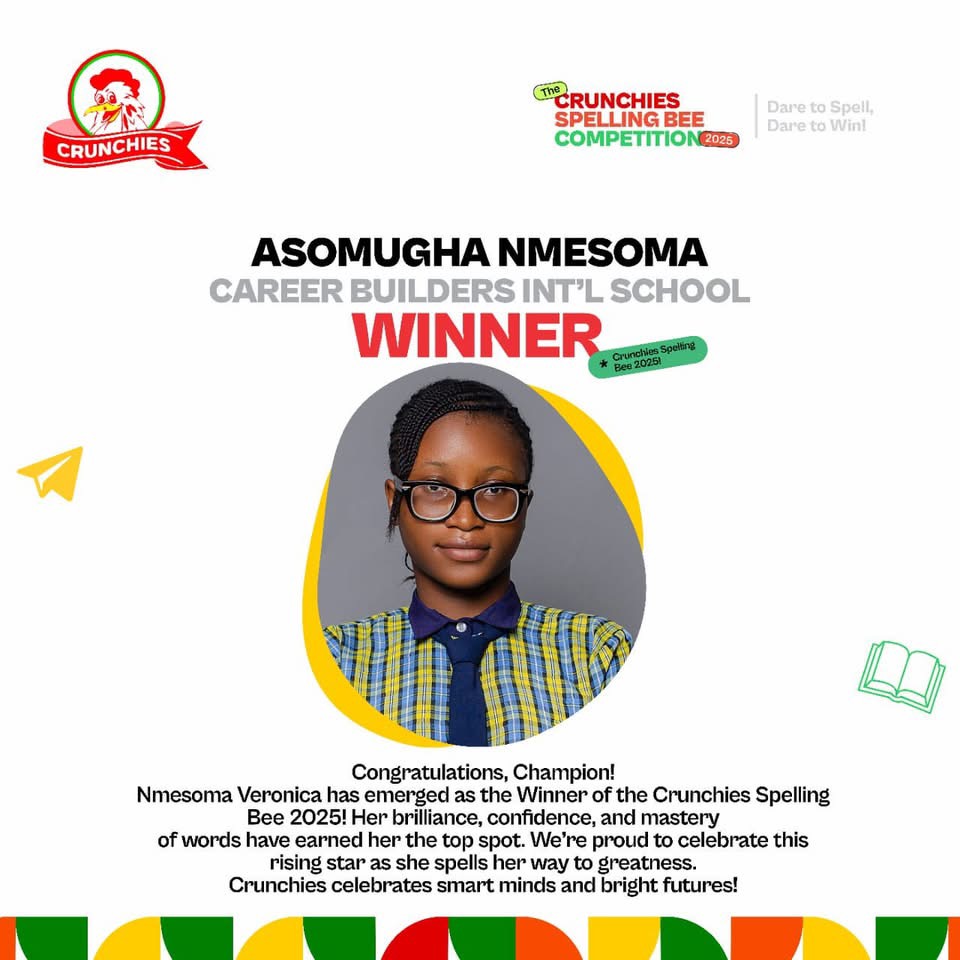 CRUNCHIES
The
CRUNCHIES
SPELLING BEE
COMPETITION 2025
Dare to Spell,
Dare to Win!
ASOMUGHA NMESOMA
CAREER BUILDERS INT'L SCHOOL
WINNER
★ Crunchies Spelling
Bee 2025!
Congratulations, Champion!
Nmesoma Veronica has emerged as the Winner of the Crunchies Spelling
Bee 2025! Her brilliance, confidence, and mastery
of words have earned her the top spot. We're proud to celebrate this
rising star as she spells her way to greatness.
Crunchies celebrates smart minds and bright futures!